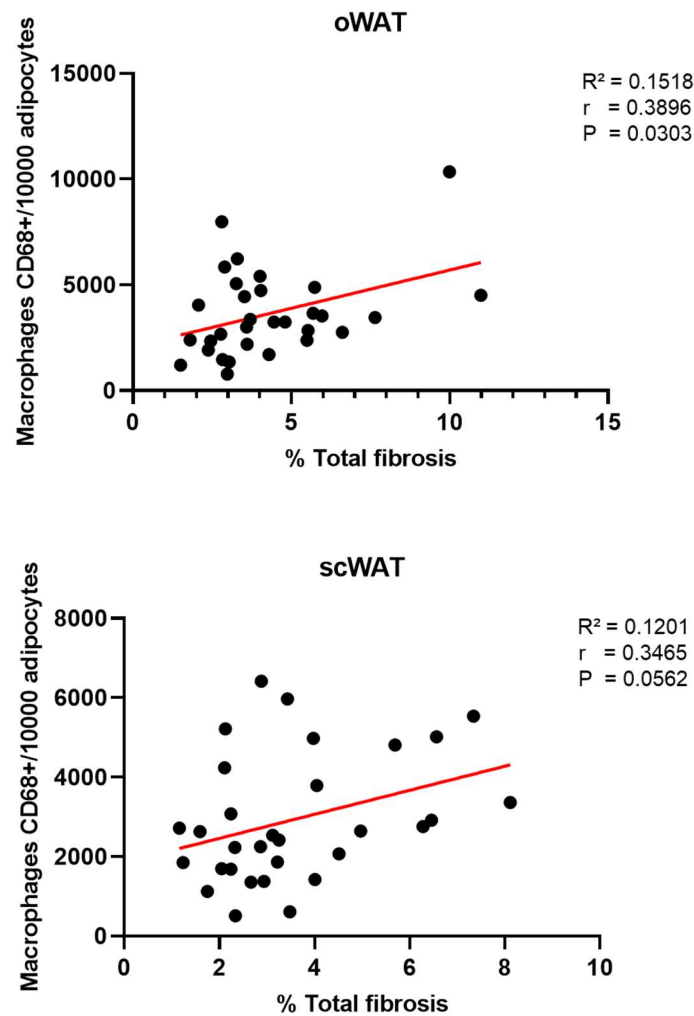 oWAT
R² = 0.1518
r = 0.3896
P = 0.0303
Macrophages CD68+/10000 adipocytes
15000
10000
5000
0
0 5 10 15
% Total fibrosis
scWAT
R² = 0.1201
r = 0.3465
P = 0.0562
Macrophages CD68+/10000 adipocytes
8000
6000
4000
2000
0
0 2 4 6 8 10
% Total fibrosis